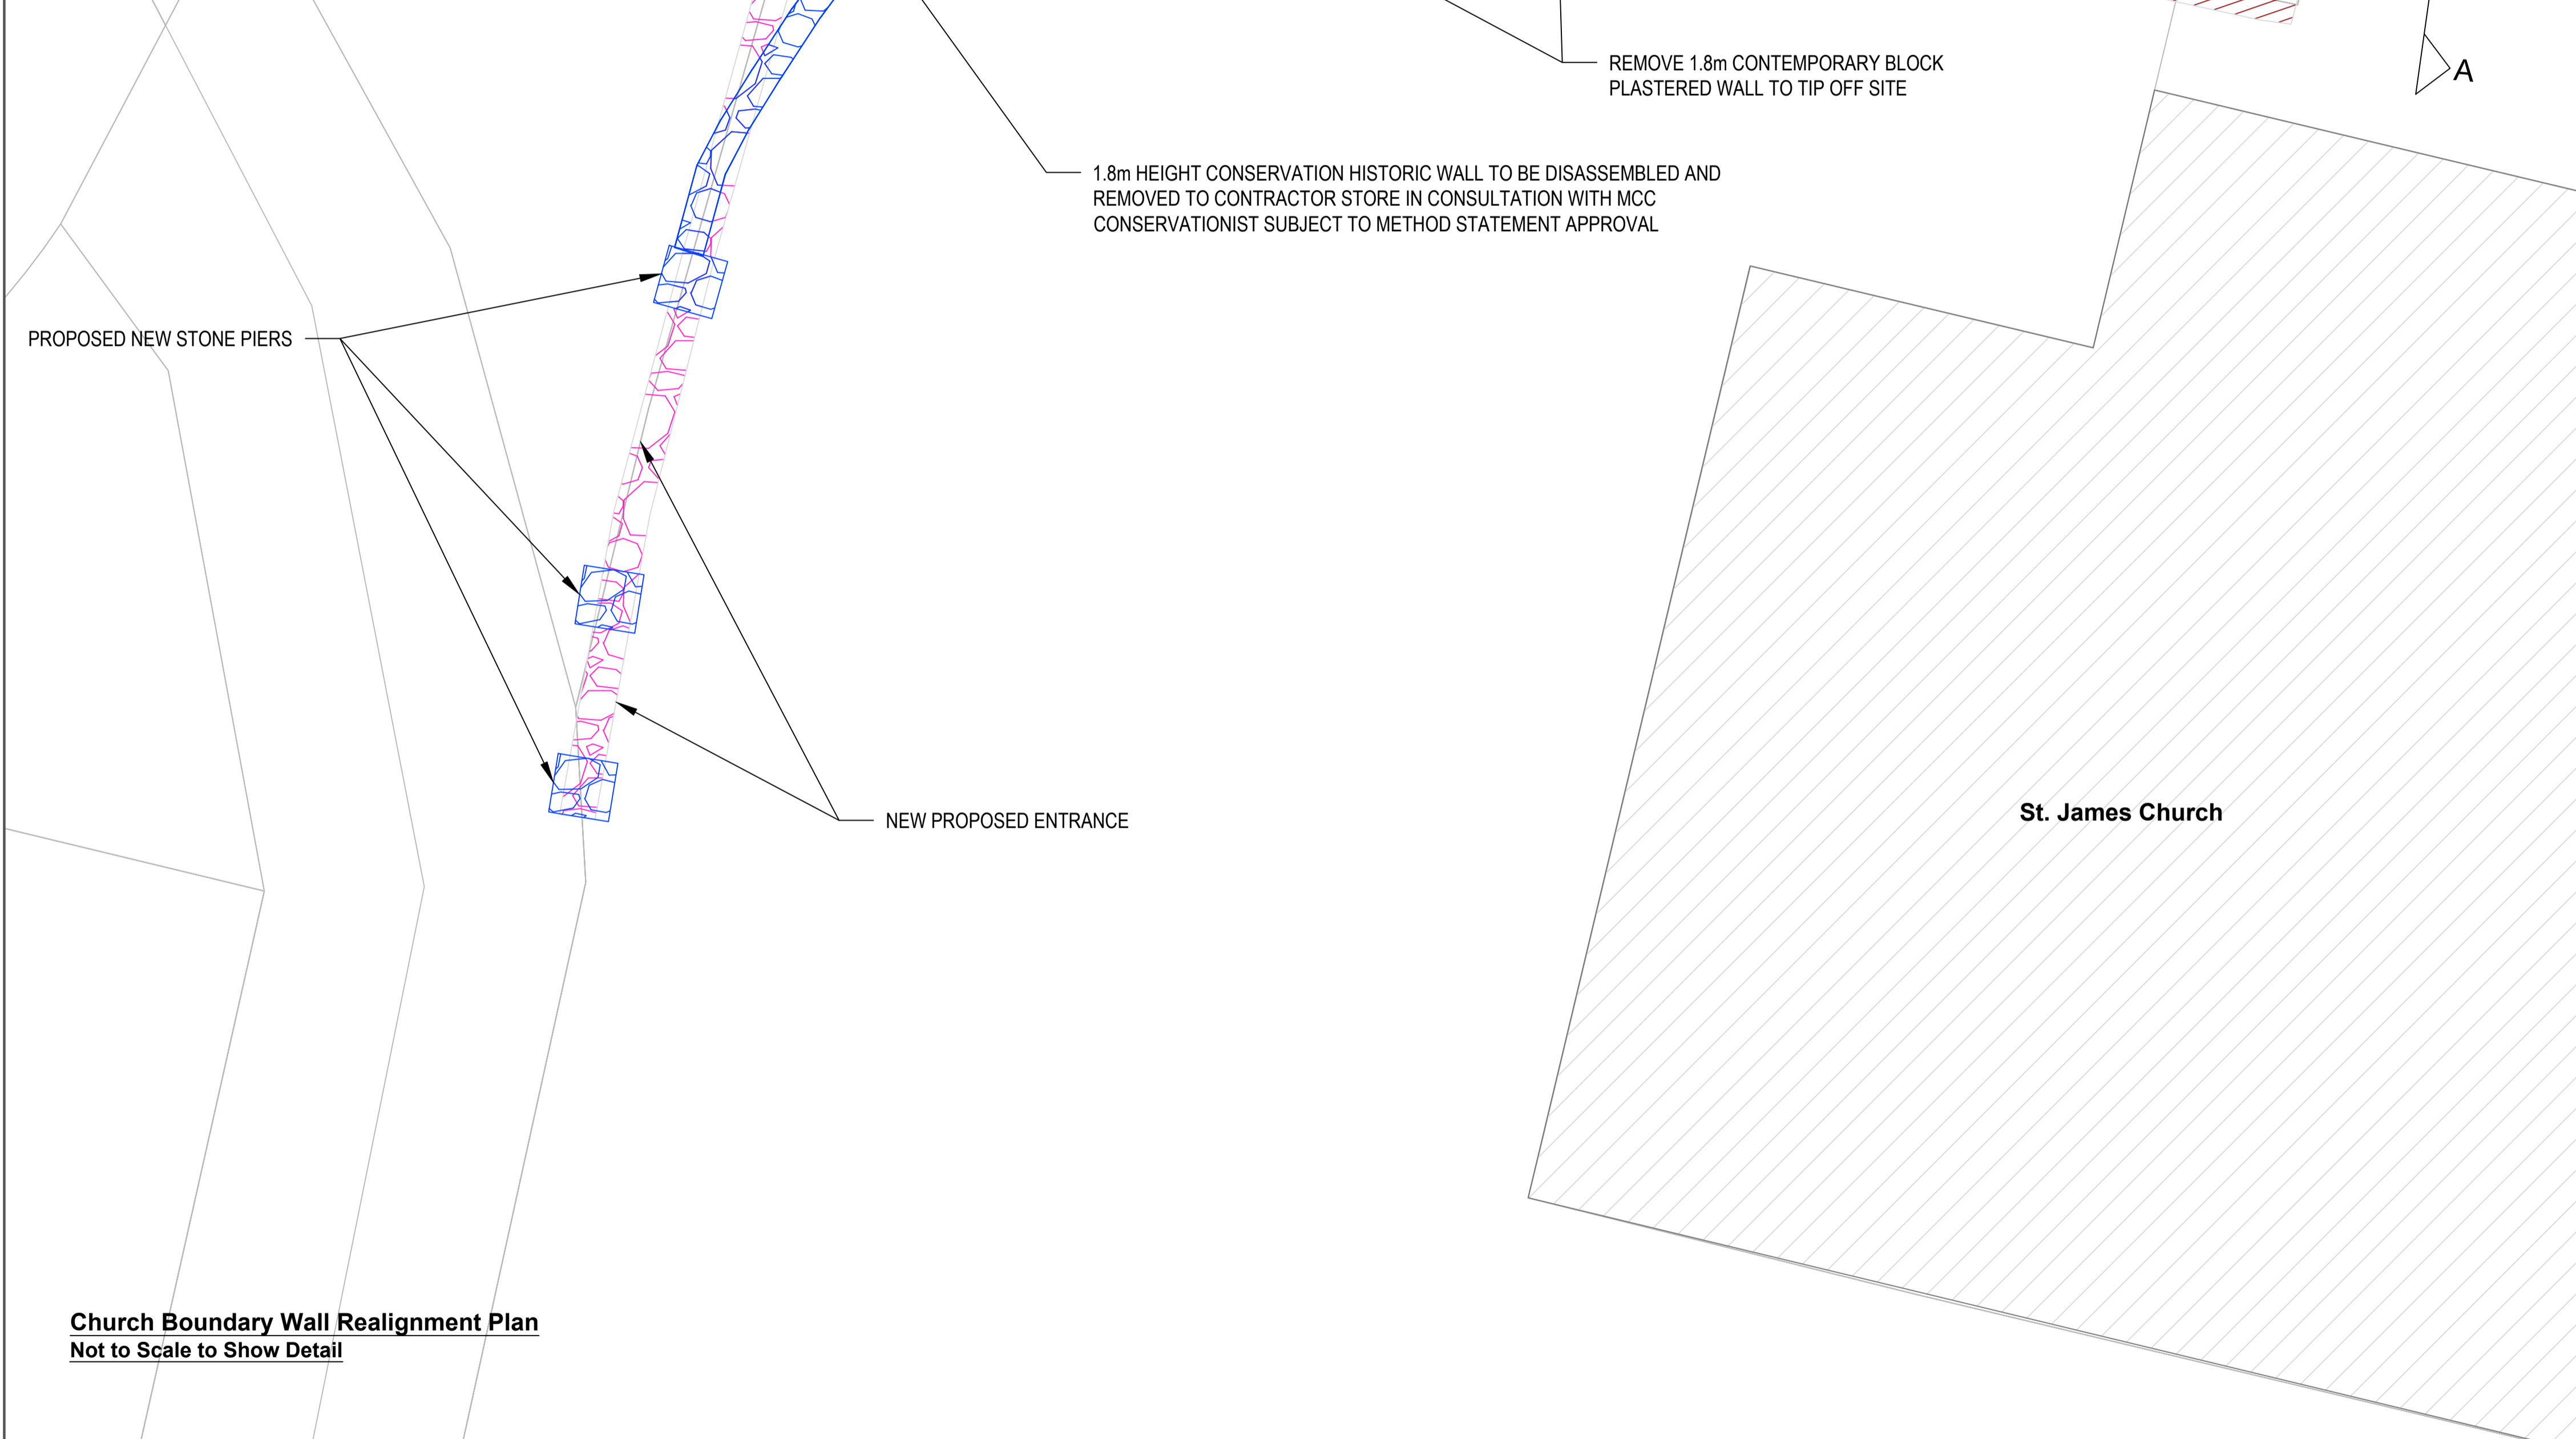 REMOVE 1.8m CONTEMPORARY BLOCK
PLASTERED WALL TO TIP OFF SITE
A
1.8m HEIGHT CONSERVATION HISTORIC WALL TO BE DISASSEMBLED AND
REMOVED TO CONTRACTOR STORE IN CONSULTATION WITH MCC
CONSERVATIONIST SUBJECT TO METHOD STATEMENT APPROVAL
PROPOSED NEW STONE PIERS
NEW PROPOSED ENTRANCE
St. James Church
Church Boundary Wall Realignment Plan
Not to Scale to Show Detail